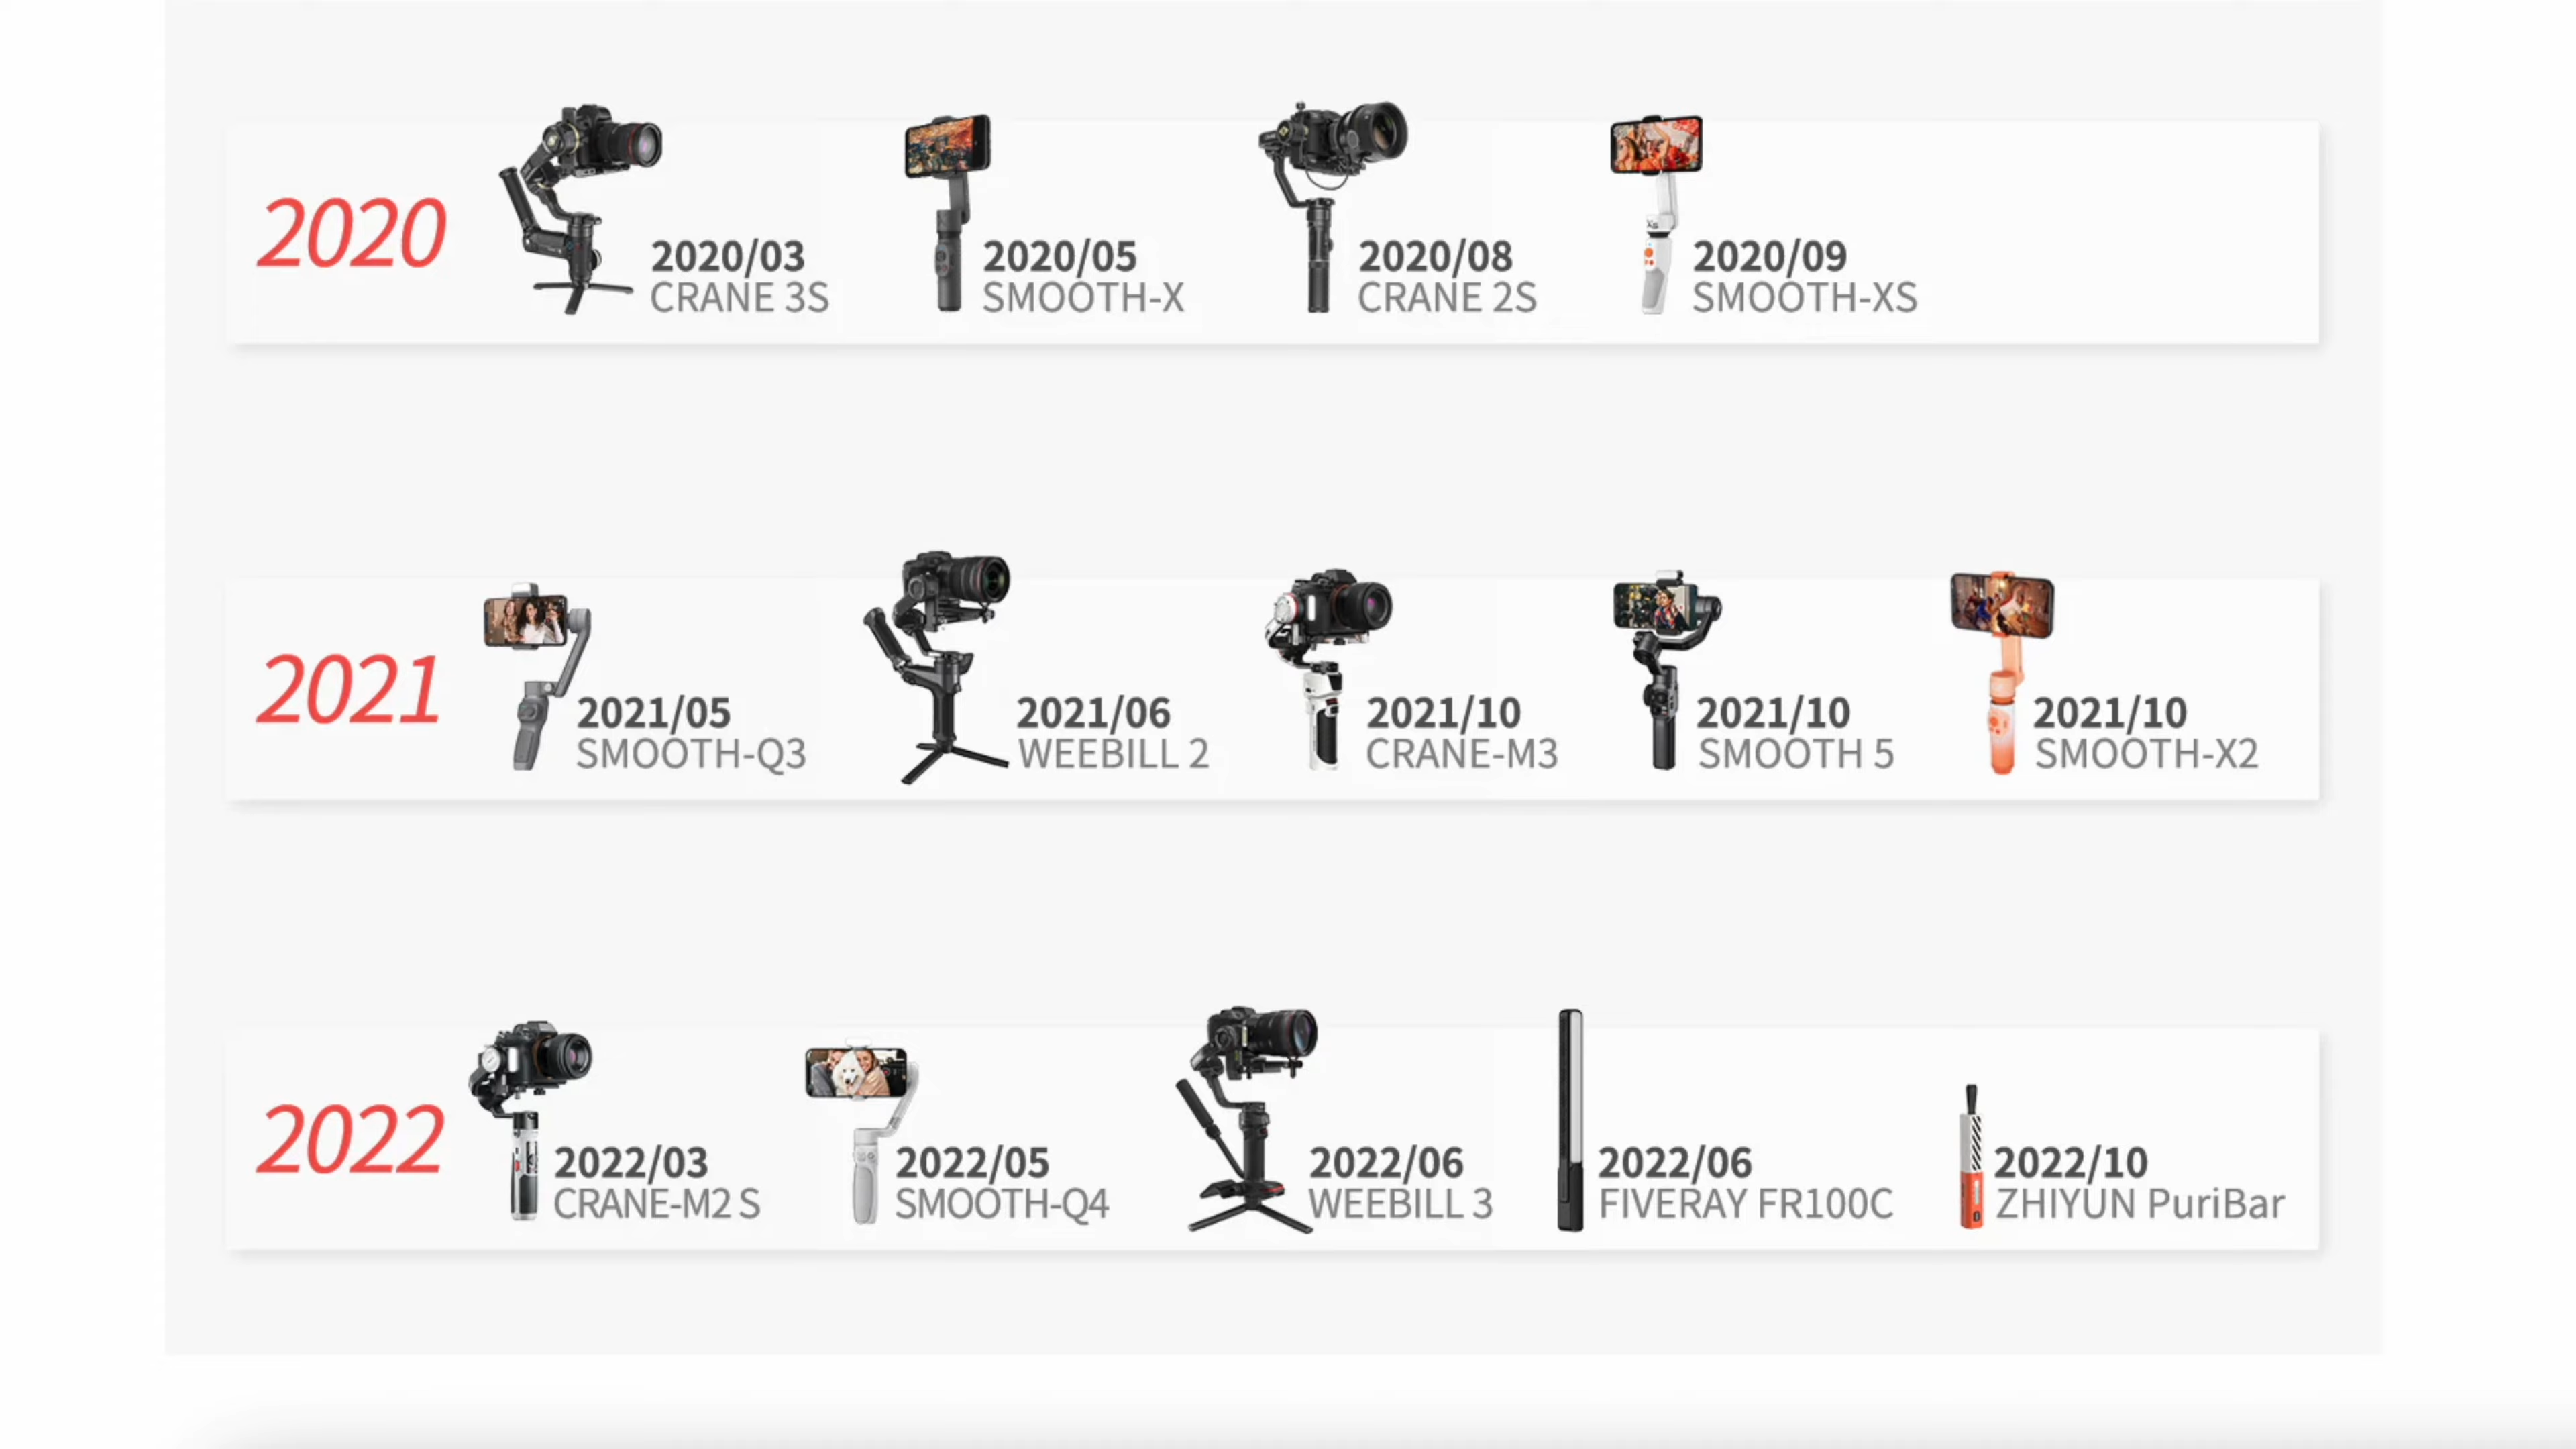 2020
2020/03
CRANE 3S
2020/05
SMOOTH-X
2020/08
CRANE 2S
XS
2020/09
SMOOTH-XS
2021
2021/05
SMOOTH-Q3
2021/06
WEEBILL 2
2021/10
CRANE-M3
2021/10
SMOOTH 5
2021/10
SMOOTH-X2
2022
2022/03
CRANE-M2 S
2022/05
SMOOTH-Q4
2022/06
WEEBILL 3
2022/06
FIVERAY FR100C
2022/10
ZHIYUN PuriBar